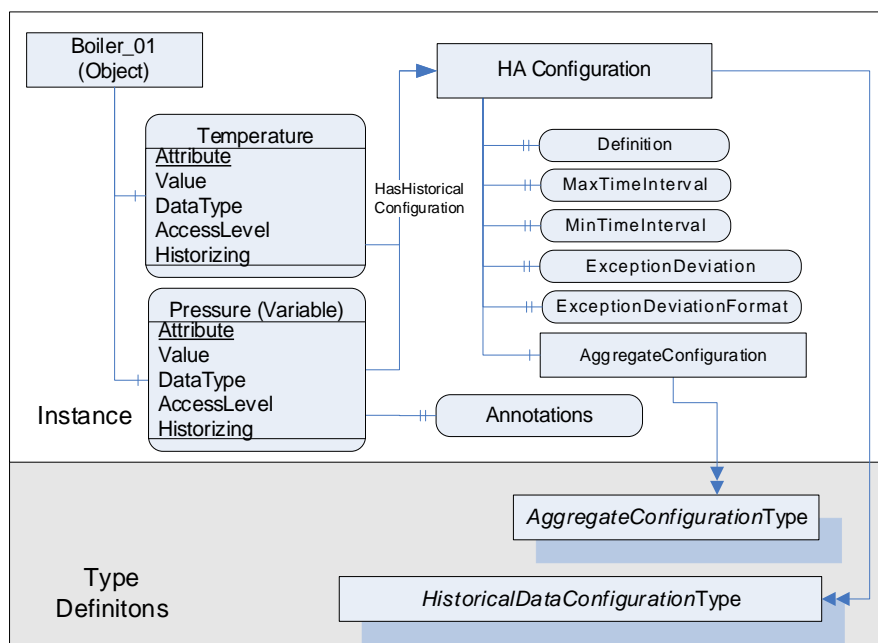 Boiler_01
(Object)
HA Configuration
Temperature
Attribute
Value
DataType
AccessLevel
Historizing
HasHistorical
Configuration
Definition
MaxTimeInterval
MinTimeInterval
ExceptionDeviation
ExceptionDeviationFormat
AggregateConfiguration
Pressure (Variable)
Attribute
Value
DataType
AccessLevel
Historizing
Annotations
Instance
AggregateConfigurationType
Type
Definitons
HistoricalDataConfigurationType